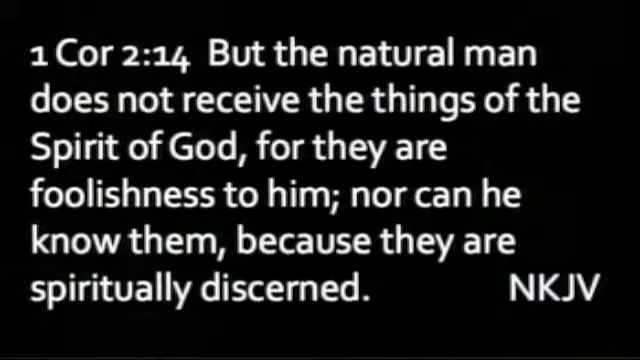 1 Cor 2:14 But the natural man
does not receive the things of the
Spirit of God, for they are
foolishness to him; nor can he
know them, because they are
spiritually discerned. NKJV